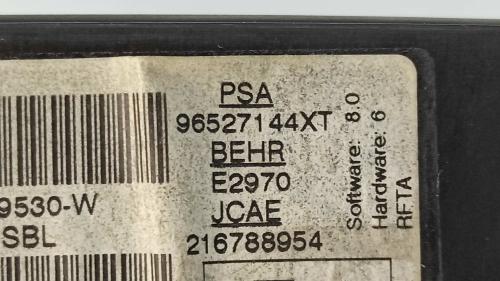 PSA
96527144XT
BEHR
E2970
JCAE
216788954
9530-W
SBL
Software: 8.0
Hardware: 6
RFTA